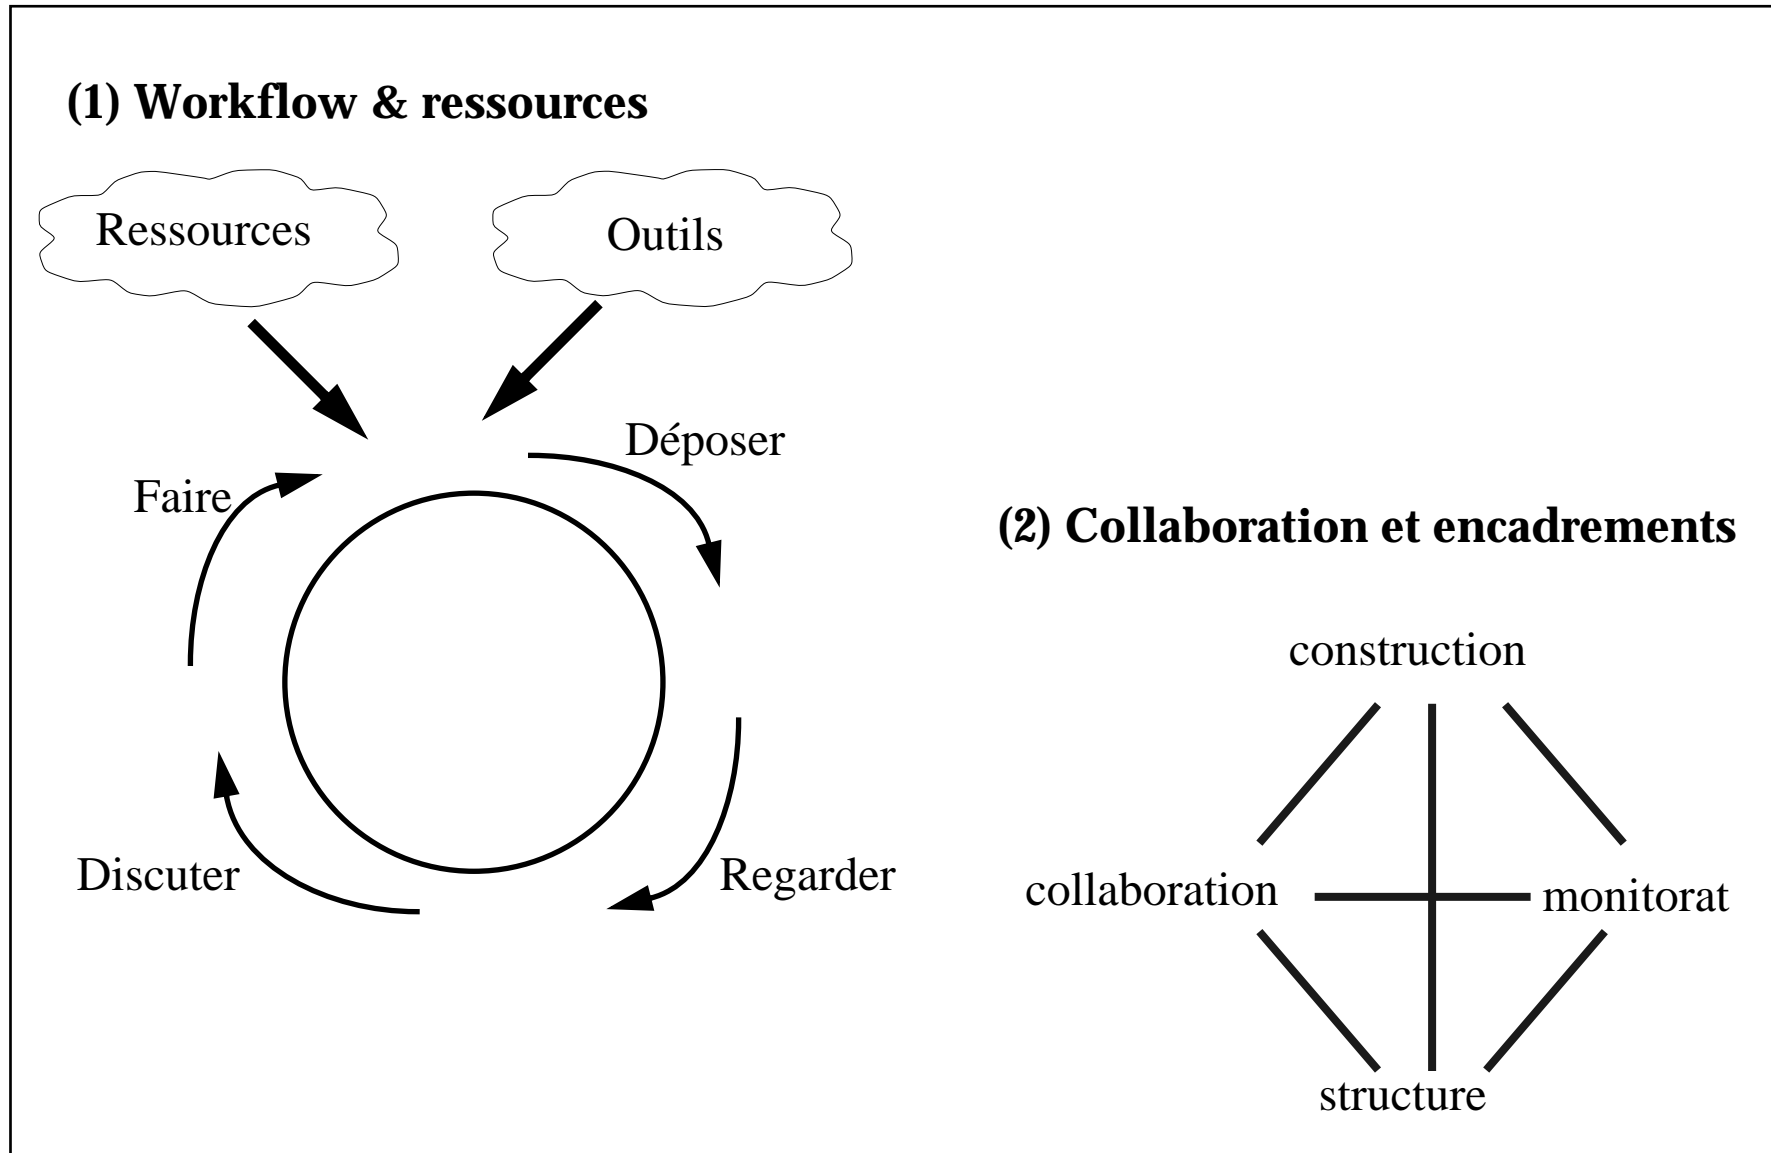 (1) Workflow & ressources
Ressources
Outils
Déposer
Faire
Discuter
Regarder
(2) Collaboration et encadrements
construction
collaboration
monitorat
structure